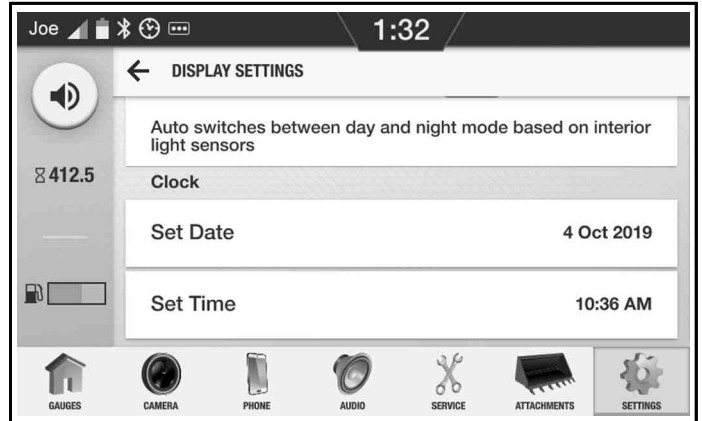 Joe
1:32
DISPLAY SETTINGS
Auto switches between day and night mode based on interior
light sensors
412.5
Clock
Set Date
4 Oct 2019
Set Time
10:36 AM
GAUGES
CAMERA
PHONE
AUDIO
SERVICE
ATTACHMENTS
SETTINGS